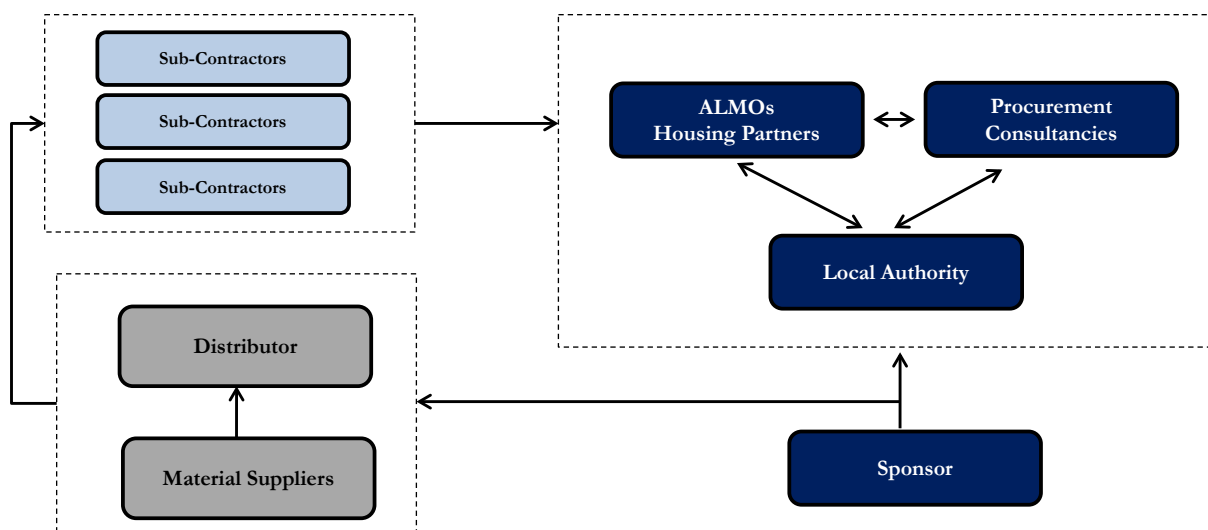 Sub-Contractors
Sub-Contractors
Sub-Contractors
ALMOs
Housing Partners
Procurement
Consultancies
Local Authority
Distributor
Material Suppliers
Sponsor